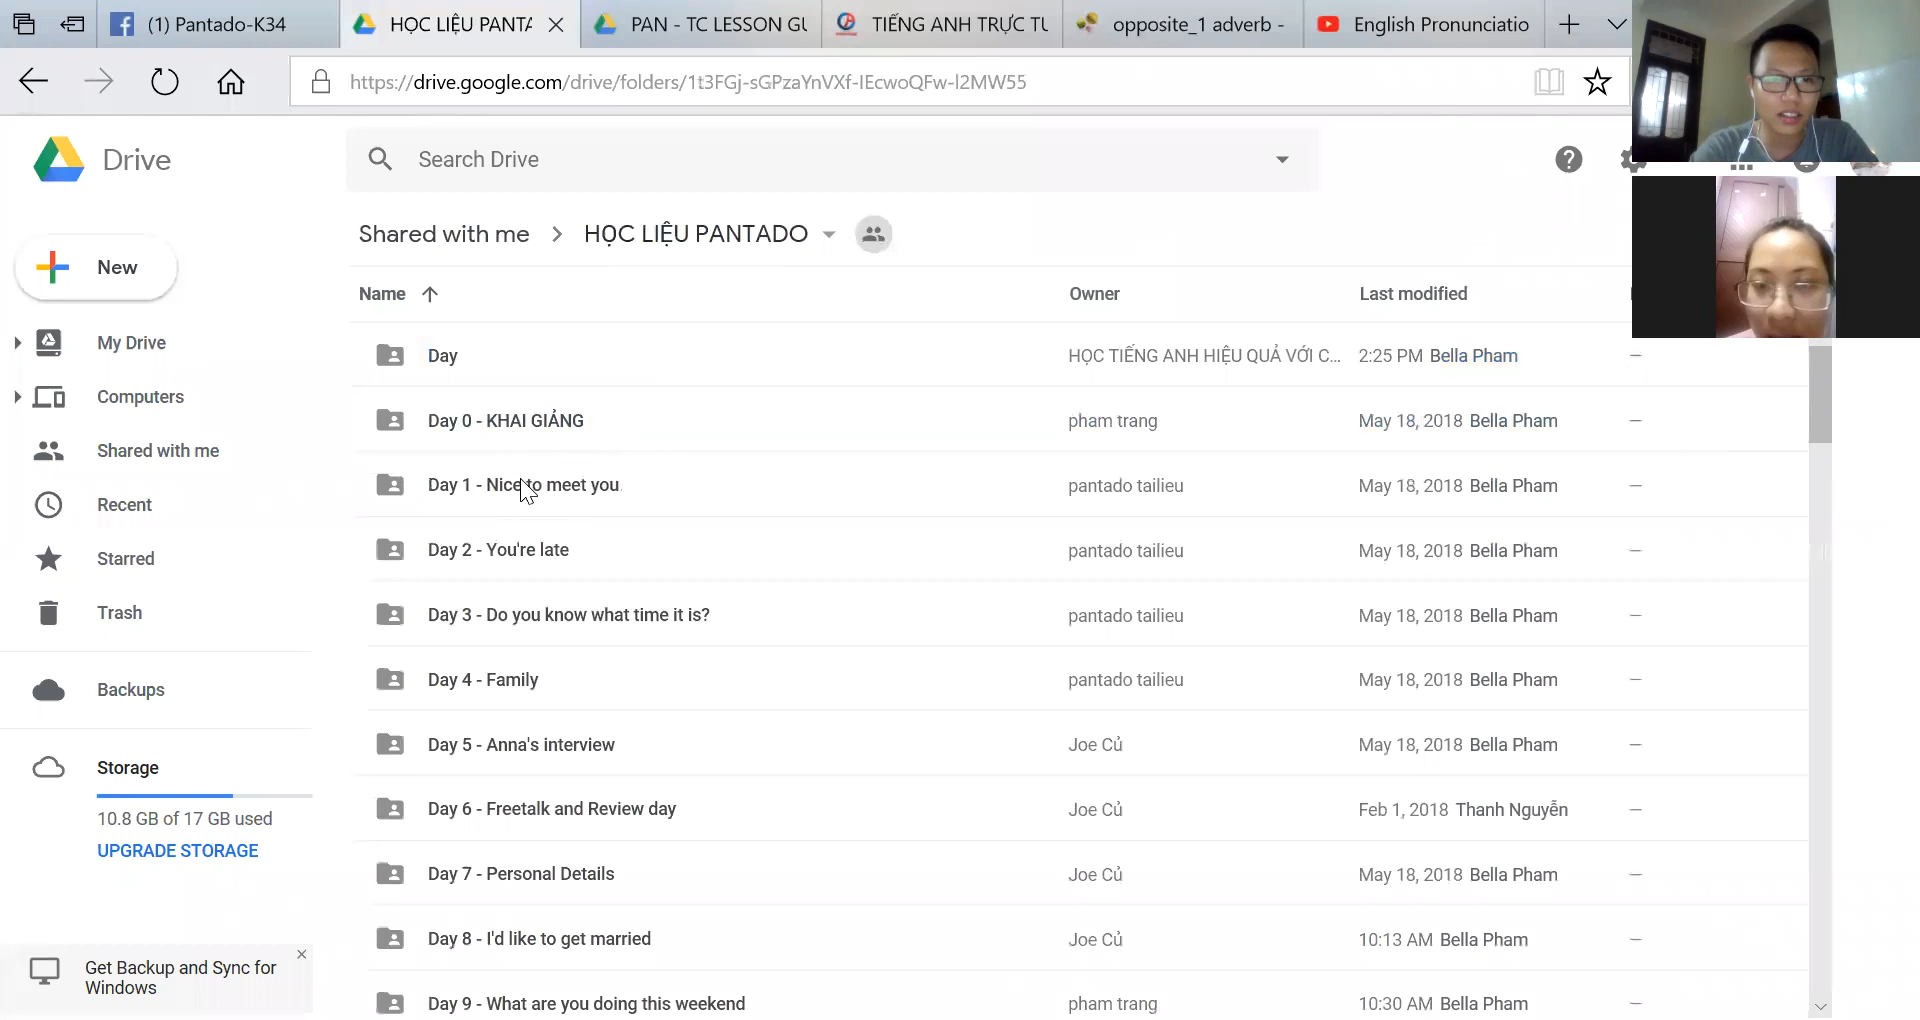 (1) Pantado-K34
HỌC LIỆU PANTA
PAN - TC LESSON GU
TIẾNG ANH TRỰC TU
opposite_1 adverb -
English Pronunciatio
https://drive.google.com/drive/folders/1t3FGj-sGPzaYnVXf-IEcwoQFw-l2MW55
Drive
Search Drive
Shared with me > HỌC LIỆU PANTADO
New
Name
Owner
Last modified
My Drive
Computers
Shared with me
Recent
Starred
Trash
Backups
Storage
10.8 GB of 17 GB used
UPGRADE STORAGE
Get Backup and Sync for
Windows
Day HỌC TIẾNG ANH HIỆU QUẢ VỚI C... 2:25 PM Bella Pham —
Day 0 - KHAI GIẢNG pham trang May 18, 2018 Bella Pham —
Day 1 - Nice to meet you pantado tailieu May 18, 2018 Bella Pham —
Day 2 - You're late pantado tailieu May 18, 2018 Bella Pham —
Day 3 - Do you know what time it is? pantado tailieu May 18, 2018 Bella Pham —
Day 4 - Family pantado tailieu May 18, 2018 Bella Pham —
Day 5 - Anna's interview Joe Củ May 18, 2018 Bella Pham —
Day 6 - Freetalk and Review day Joe Củ Feb 1, 2018 Thanh Nguyễn —
Day 7 - Personal Details Joe Củ May 18, 2018 Bella Pham —
Day 8 - I'd like to get married Joe Củ 10:13 AM Bella Pham —
Day 9 - What are you doing this weekend pham trang 10:30 AM Bella Pham —